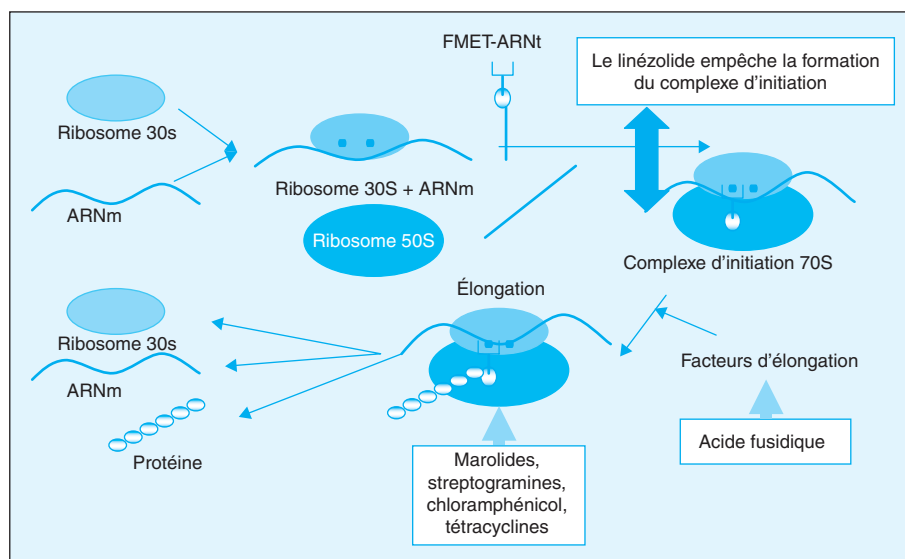 FMET-ARNt
Le linézolide empêche la formation
du complexe d'initiation
Ribosome 30s
ARNm
Ribosome 30S + ARNm
Ribosome 50S
Complexe d'initiation 70S
Élongation
Ribosome 30s
ARNm
Protéine
Facteurs d'élongation
Acide fusidique
Marolides,
streptogramines,
chloramphénicol,
tétracyclines